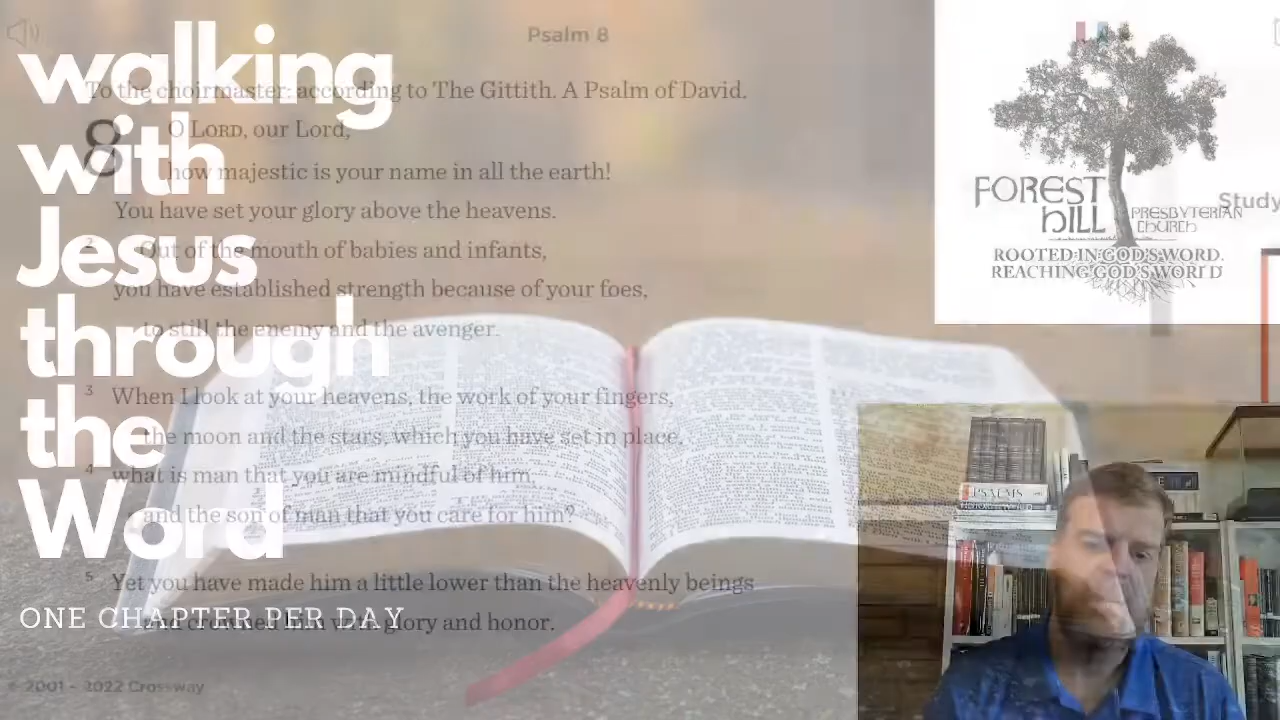 walking
with
Jesus
through
the
Word
ONE CHAPTER PER DAY
Psalm 8
To the choirmaster: according to The Gittith. A Psalm of David.
8 O LORD, our Lord,
how majestic is your name in all the earth!
You have set your glory above the heavens.
2 Out of the mouth of babies and infants,
you have established strength because of your foes,
to still the enemy and the avenger.
3 When I look at your heavens, the work of your fingers,
the moon and the stars, which you have set in place,
4 what is man that you are mindful of him,
and the son of man that you care for him?
5 Yet you have made him a little lower than the heavenly beings
and crowned him with glory and honor.
© 2001 – 2022 Crossway
FOREST
hILL PRESBYTERIAN
CHURCH
ROOTED IN GOD'S WORD.
REACHING GOD'S WORLD
Study
PSALMS